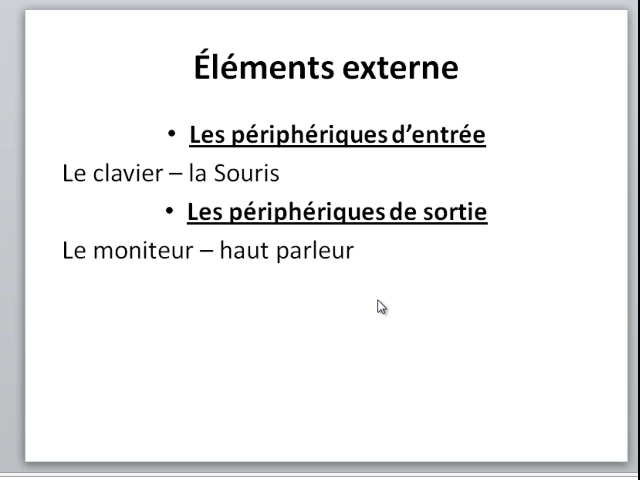 Éléments externe
• Les périphériques d’entrée
Le clavier – la Souris
• Les périphériques de sortie
Le moniteur – haut parleur